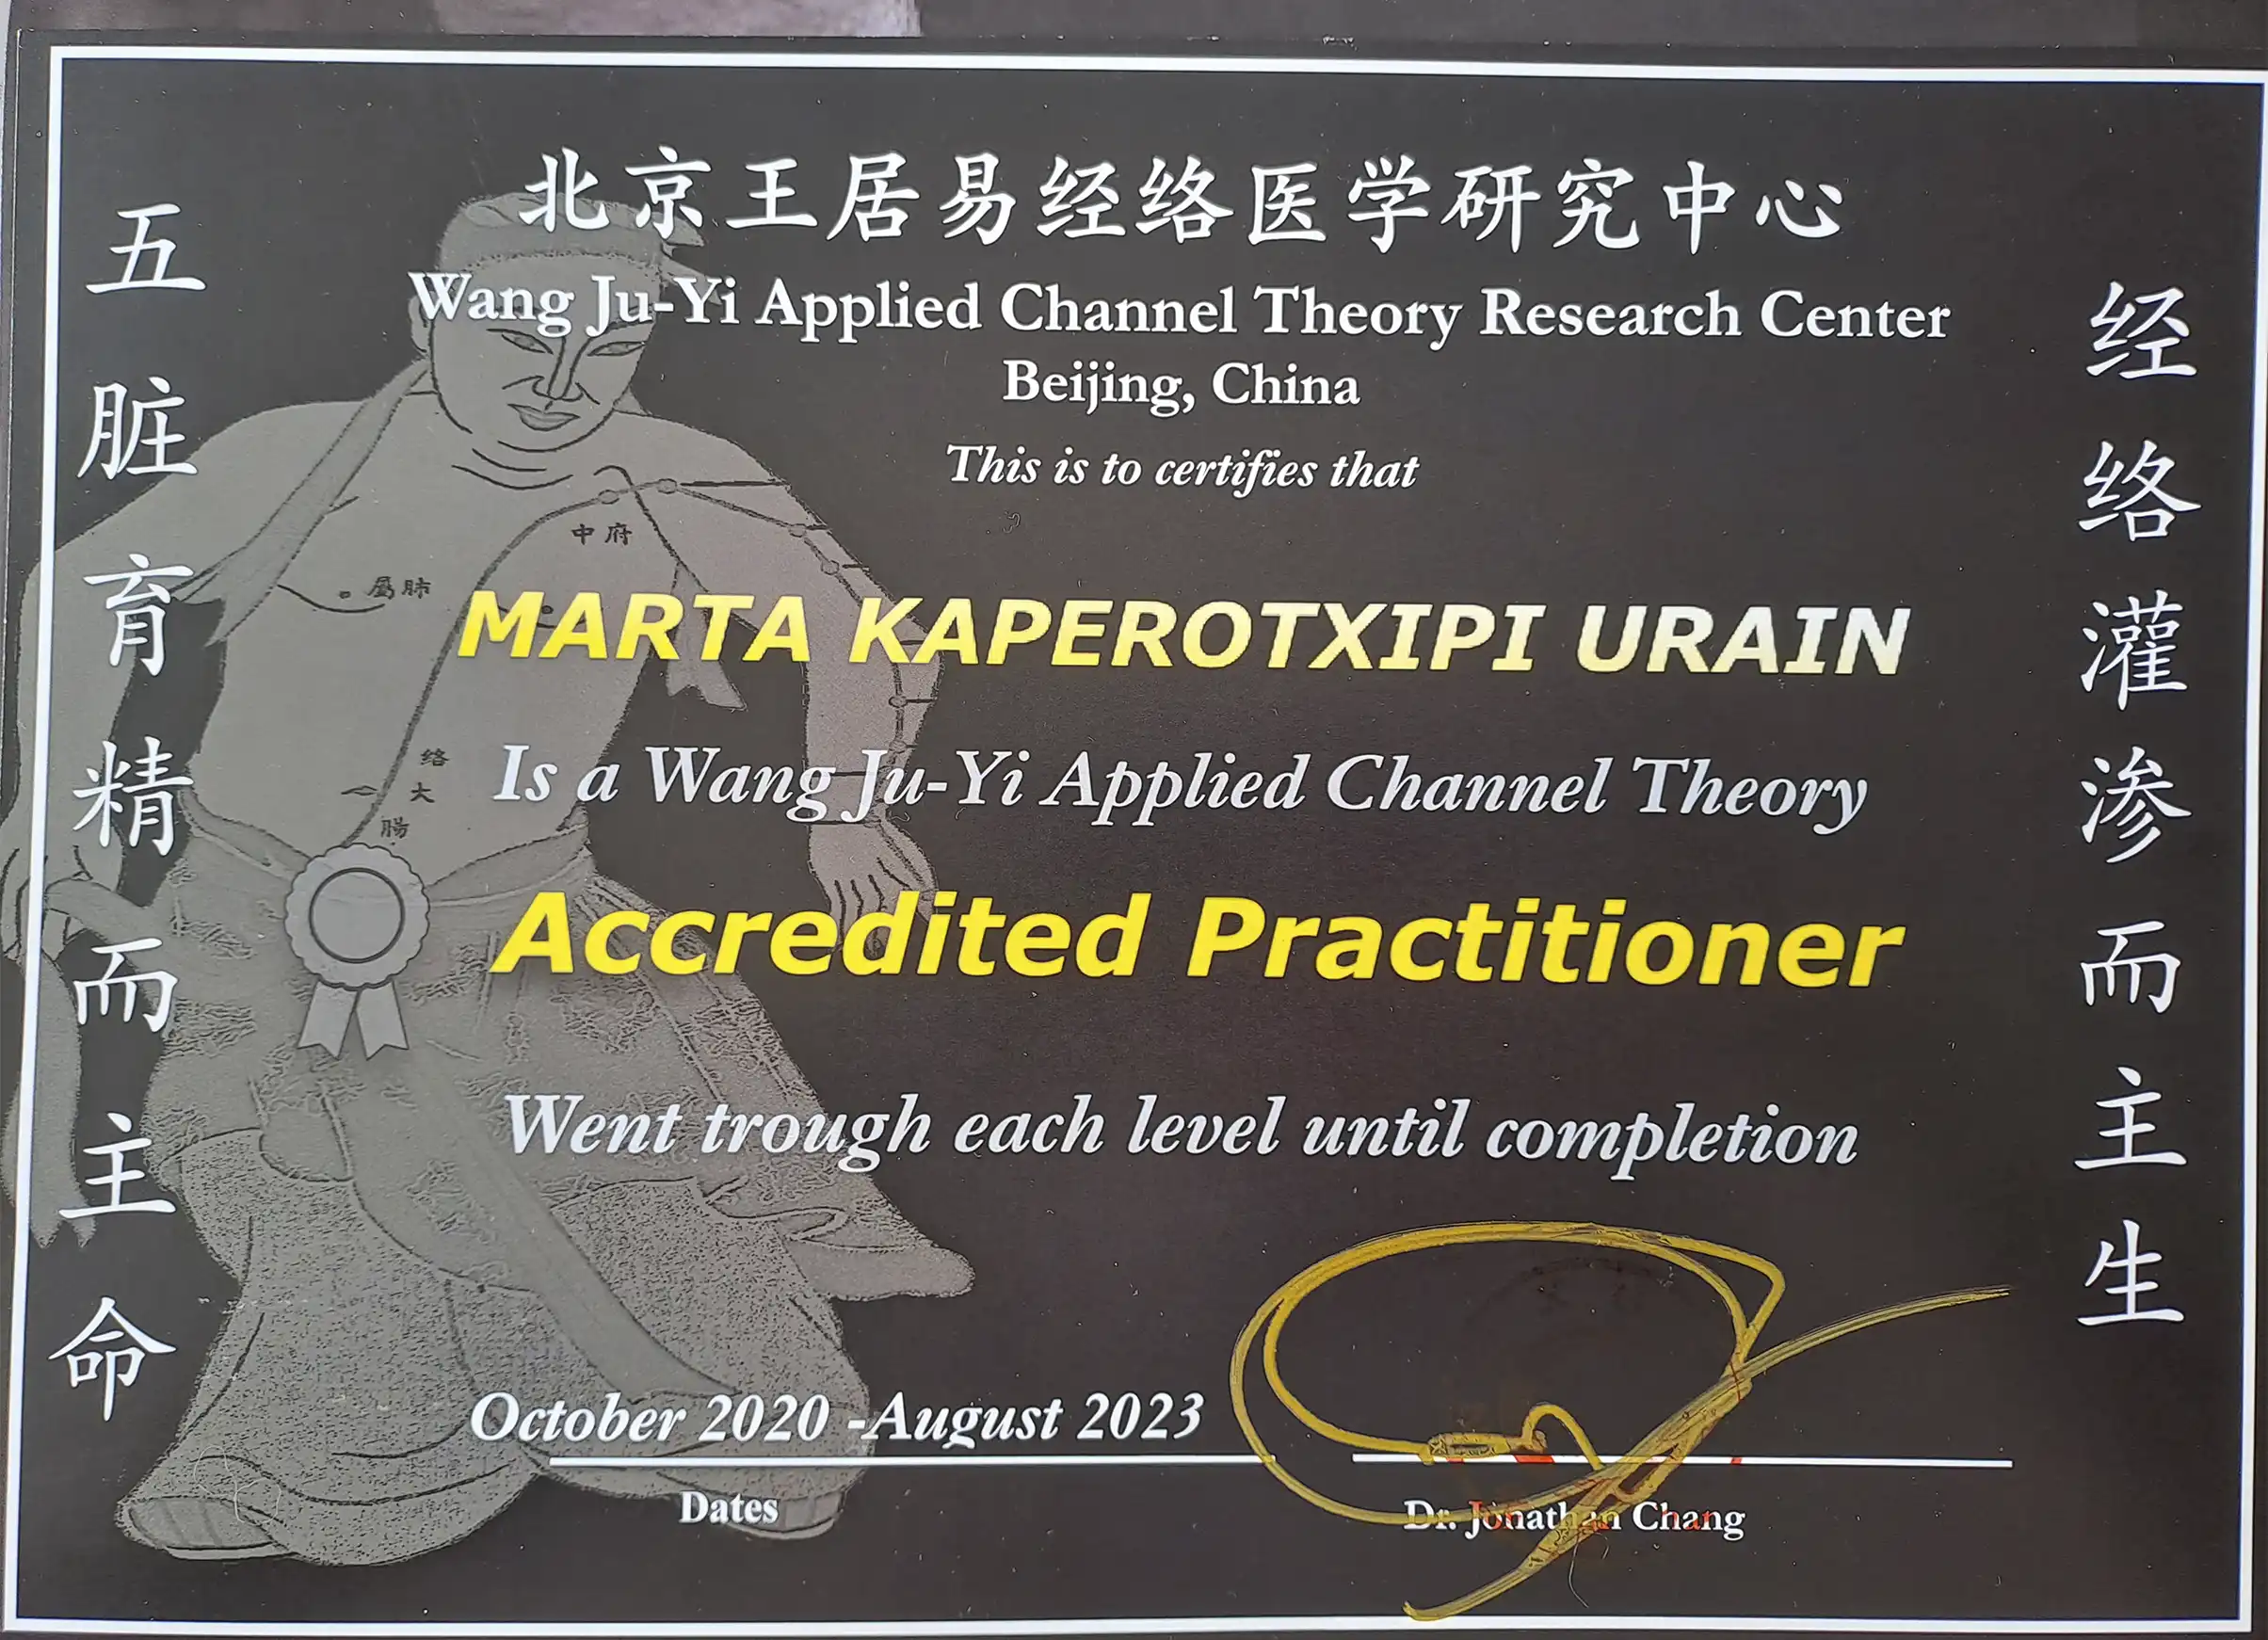 北京王居易经络医学研究中心
Wang Ju-Yi Applied Channel Theory Research Center
Beijing, China
This is to certifies that
MARTA KAPEROTXIPI URAIN
Is a Wang Ju-Yi Applied Channel Theory
Accredited Practitioner
Went trough each level until completion
October 2020 -August 2023
Dates
Dr. Jonathan Chang
经络灌渗而主生
五脏育精而主命
中府
屬肺
络
大
腸